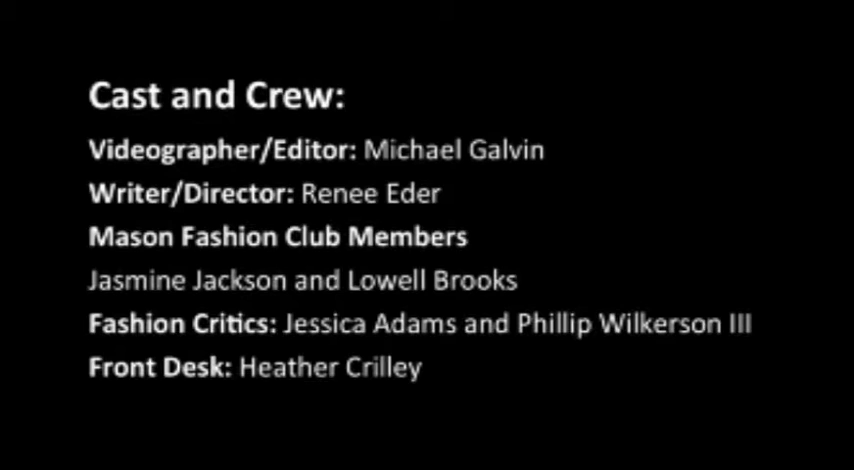 Cast and Crew:
Videographer/Editor: Michael Galvin
Writer/Director: Renee Eder
Mason Fashion Club Members
Jasmine Jackson and Lowell Brooks
Fashion Critics: Jessica Adams and Phillip Wilkerson III
Front Desk: Heather Crilley